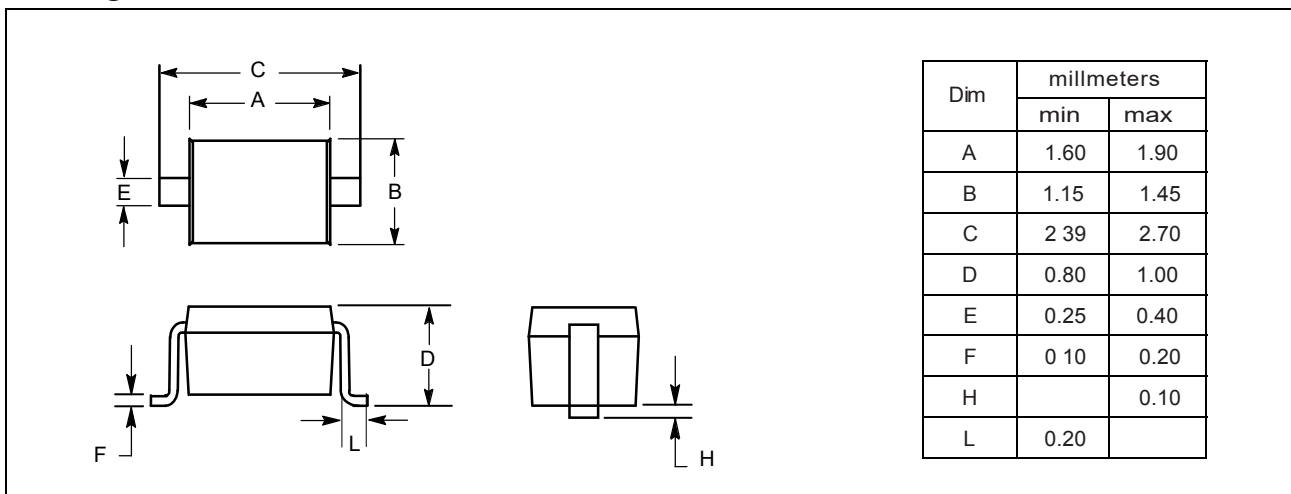 C
A
E
B
D
F
L
H
Dim millmeters
min max
A 1.60 1.90
B 1.15 1.45
C 2 39 2.70
D 0.80 1.00
E 0.25 0.40
F 0 10 0.20
H 0.10
L 0.20